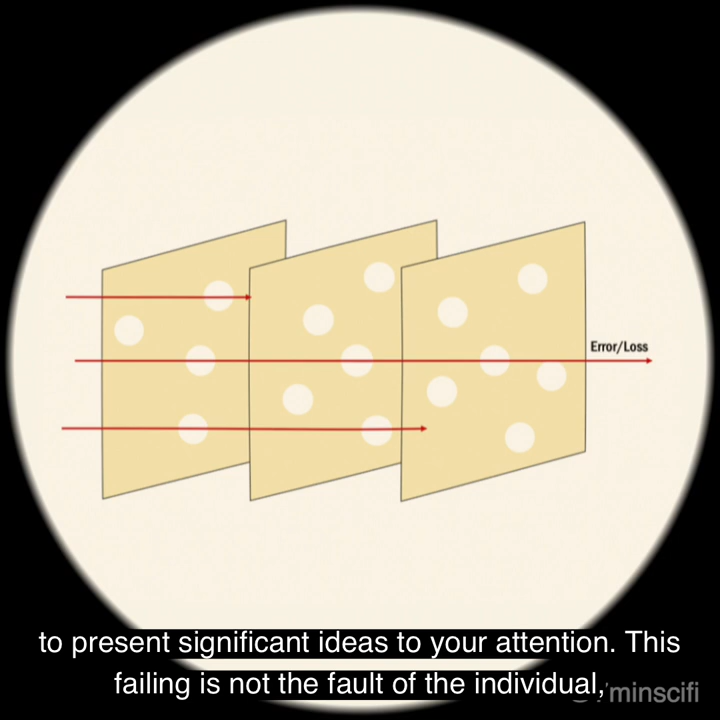 Error/Loss
to present significant ideas to your attention. This
failing is not the fault of the individual,
minscifi